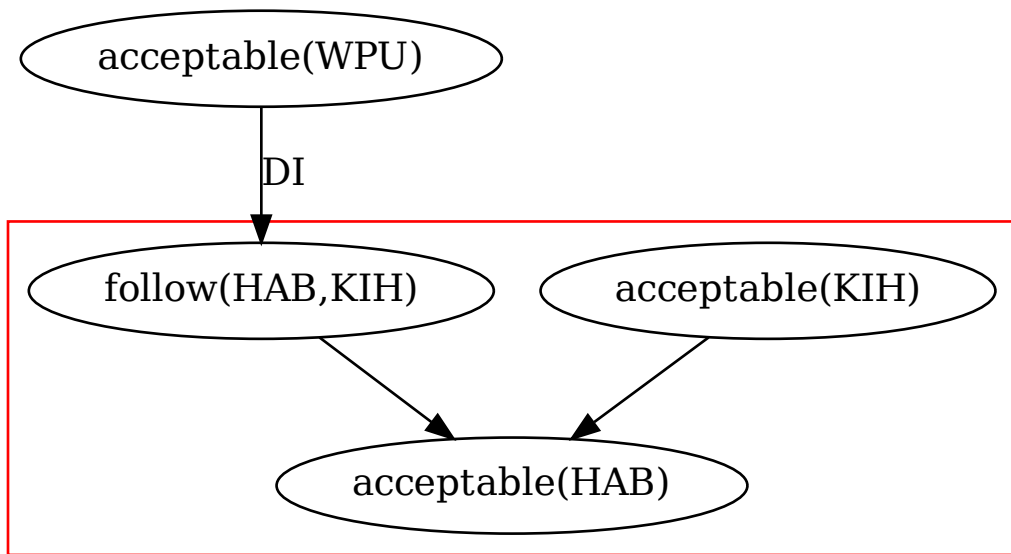 acceptable(WPU)
DI
follow(HAB,KIH)
acceptable(KIH)
acceptable(HAB)